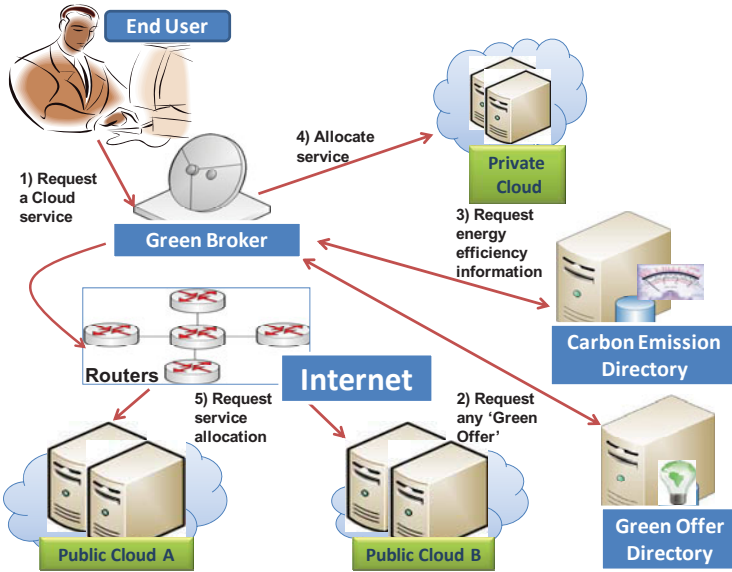 End User
4) Allocate
service
Private
Cloud
1) Request
a Cloud
service
Green Broker
3) Request
energy
efficiency
information
Carbon Emission
Directory
Routers
Internet
5) Request
service
allocation
2) Request
any ‘Green
Offer’
Green Offer
Directory
Public Cloud A
Public Cloud B